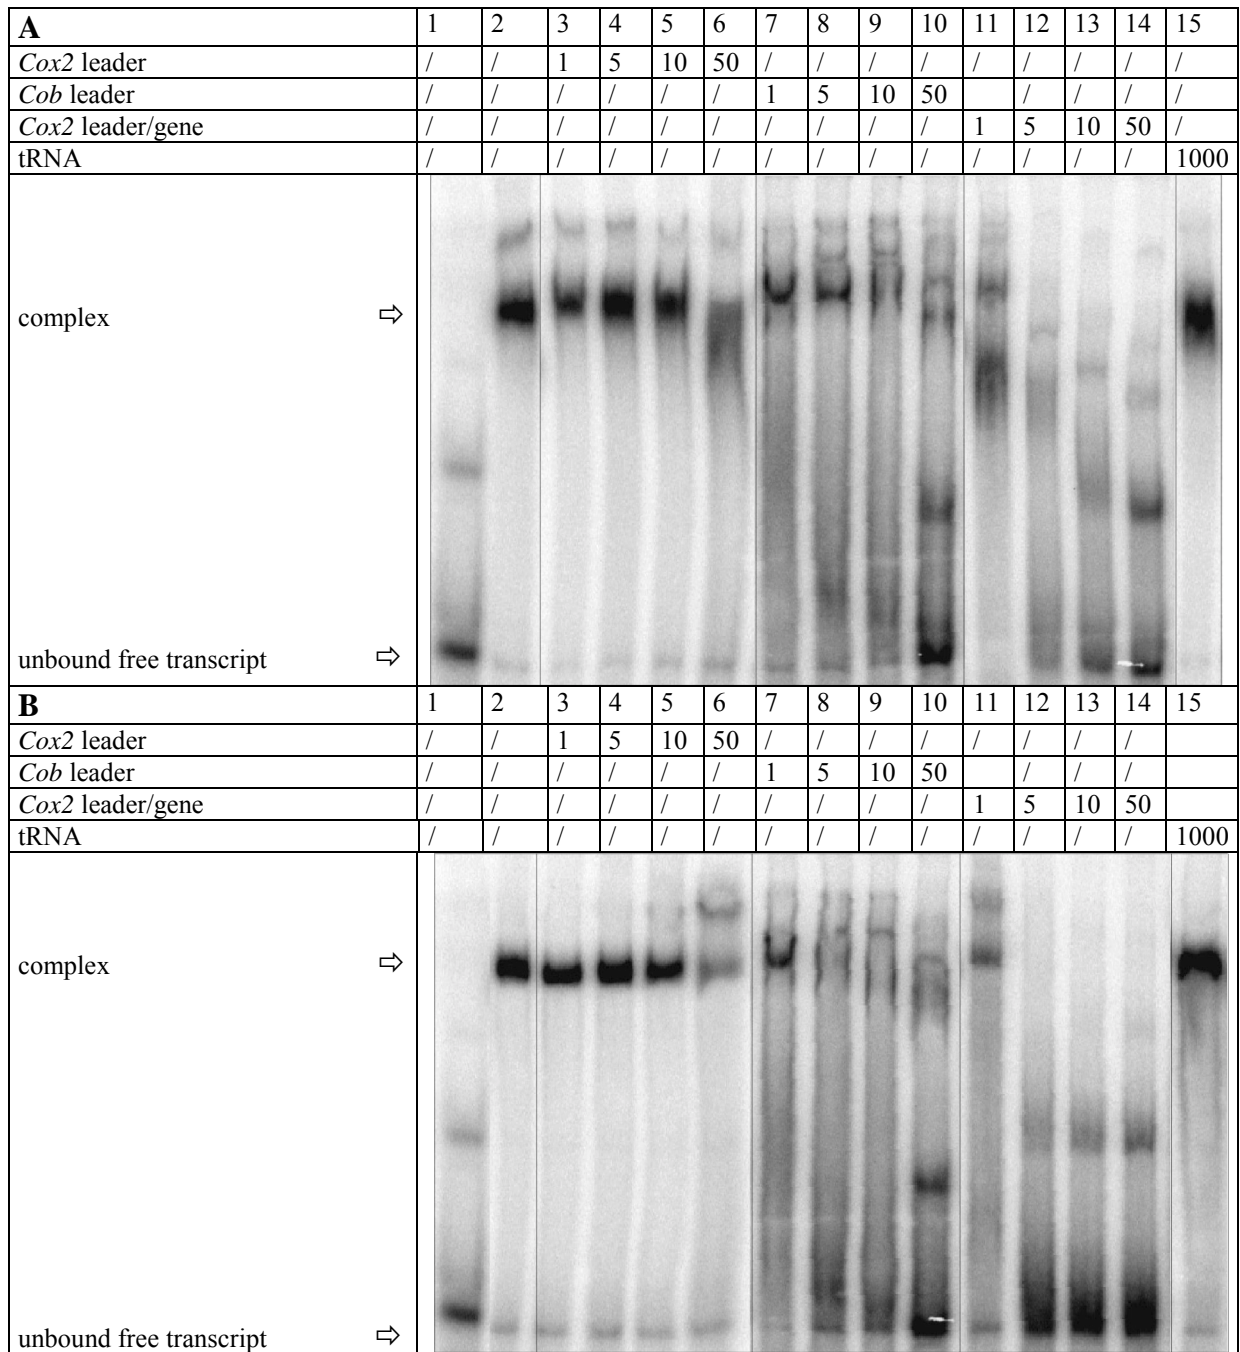 A 1 2 3 4 5 6 7 8 9 10 11 12 13 14 15
Cox2 leader / / 1 5 10 50 / / / / / / / / /
Cob leader / / / / / / 1 5 10 50 / / / /
Cox2 leader/gene / / / / / / / / / / 1 5 10 50 /
tRNA / / / / / / / / / / / / / / 1000
complex ⇨
unbound free transcript ⇨
B 1 2 3 4 5 6 7 8 9 10 11 12 13 14 15
Cox2 leader / / 1 5 10 50 / / / / / / / /
Cob leader / / / / / / 1 5 10 50 / / /
Cox2 leader/gene / / / / / / / / / / 1 5 10 50
tRNA / / / / / / / / / / / / / / 1000
complex ⇨
unbound free transcript ⇨